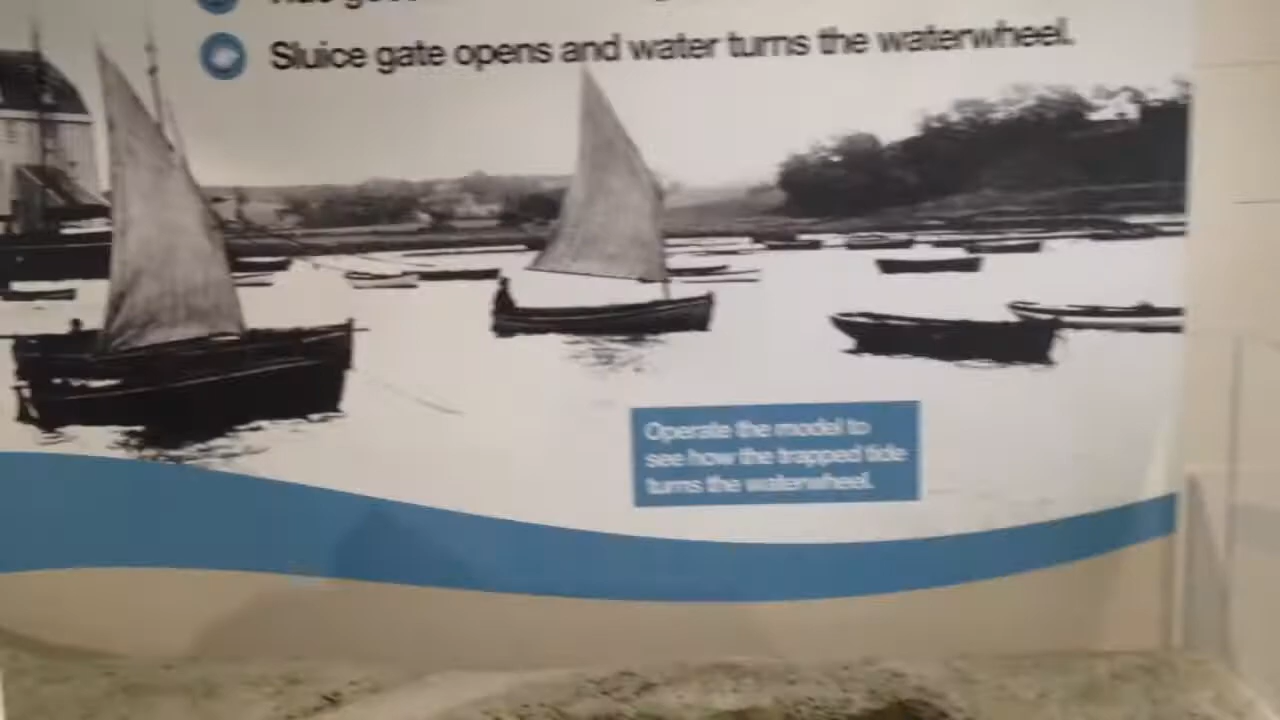 Sluice gate opens and water turns the waterwheel.
Operate the model to
see how the trapped tide
turns the waterwheel.